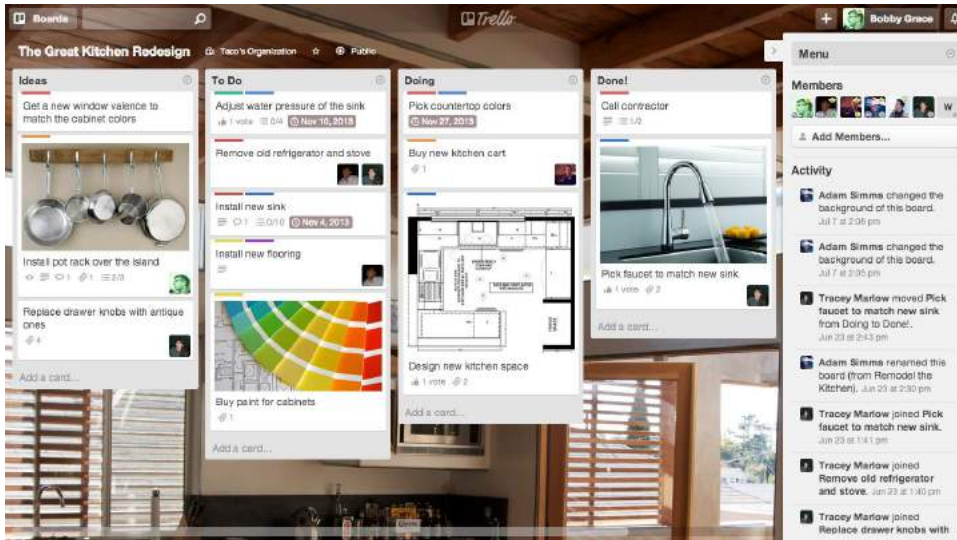 Boards
Trello
Bobby Grace
The Great Kitchen Redesign
Taco's Organization
Public
Ideas
Get a new window valence to
match the cabinet colors
Install pot rack over the island
1
1
2/3
Replace drawer knobs with antique
ones
4
Add a card...
To Do
Adjust water pressure of the sink
1 vote
0/4
Nov 10, 2013
Remove old refrigerator and stove
Install new sink
1
0/10
Nov 4, 2013
Install new flooring
Buy paint for cabinets
1
Add a card...
Doing
Pick countertop colors
Nov 27, 2013
Buy new kitchen cart
1
Design new kitchen space
1 vote
2
Add a card...
Done!
Call contractor
1/2
Pick faucet to match new sink
1 vote
2
Add a card...
Menu
Members
W
Add Members...
Activity
Adam Simms changed the
background of this board.
Jul 7 at 2:06 pm
Adam Simms changed the
background of this board.
Jul 7 at 2:05 pm
Tracey Marlow moved Pick
faucet to match new sink
from Doing to Done!.
Jun 23 at 2:43 pm
Adam Simms renamed this
board (from Remodel the
Kitchen). Jun 23 at 2:30 pm
Tracey Marlow joined Pick
faucet to match new sink.
Jun 23 at 1:41 pm
Tracey Marlow joined
Remove old refrigerator
and stove. Jun 23 at 1:40 pm
Tracey Marlow joined
Replace drawer knobs with